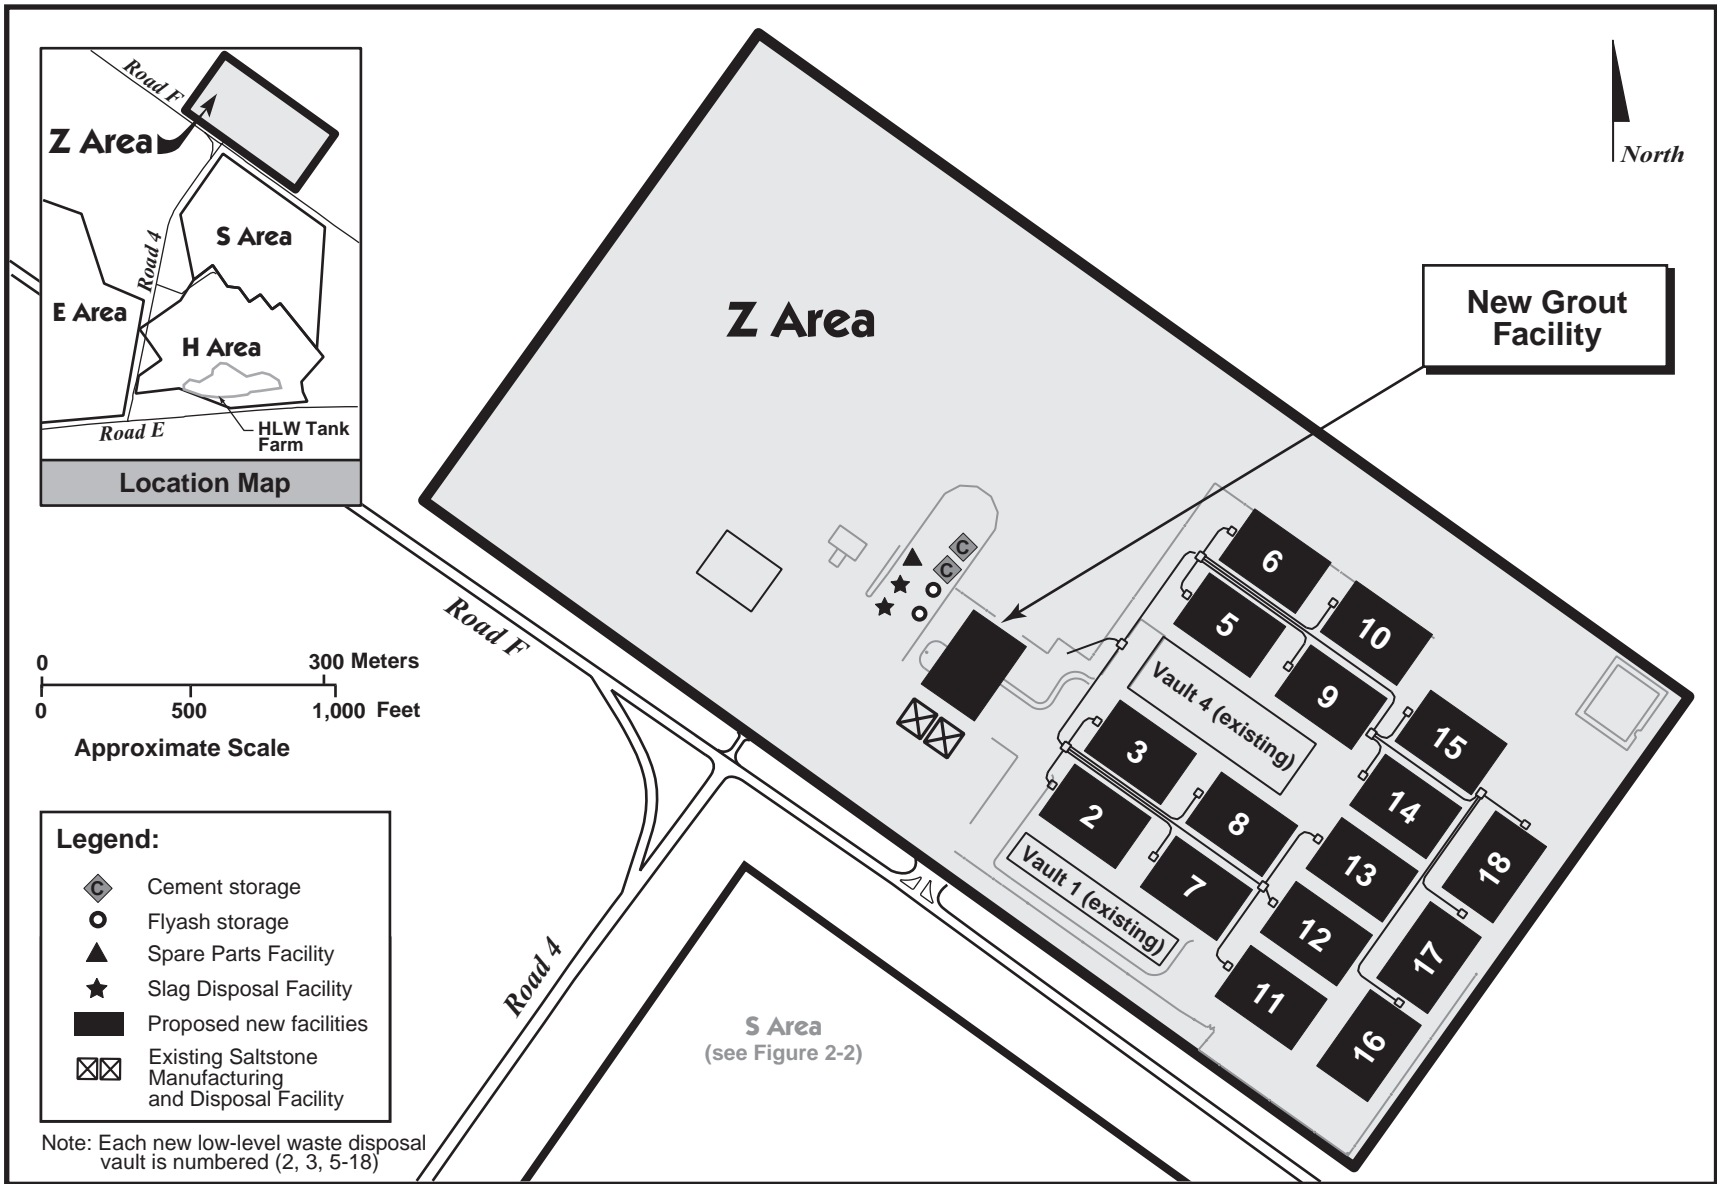 Road F
Z Area
S Area
Road 4
E Area
H Area
Road E
HLW Tank
Farm
Location Map
North
New Grout
Facility
Z Area
C
C
6
10
5
9
Vault 4 (existing)
15
3
14
18
2
8
13
Vault 1 (existing)
7
12
17
11
16
Road F
Road 4
S Area
(see Figure 2-2)
0 300 Meters
0 500 1,000 Feet
Approximate Scale
Legend:
C Cement storage
Flyash storage
Spare Parts Facility
Slag Disposal Facility
Proposed new facilities
Existing Saltstone
Manufacturing
and Disposal Facility
Note: Each new low-level waste disposal
vault is numbered (2, 3, 5-18)